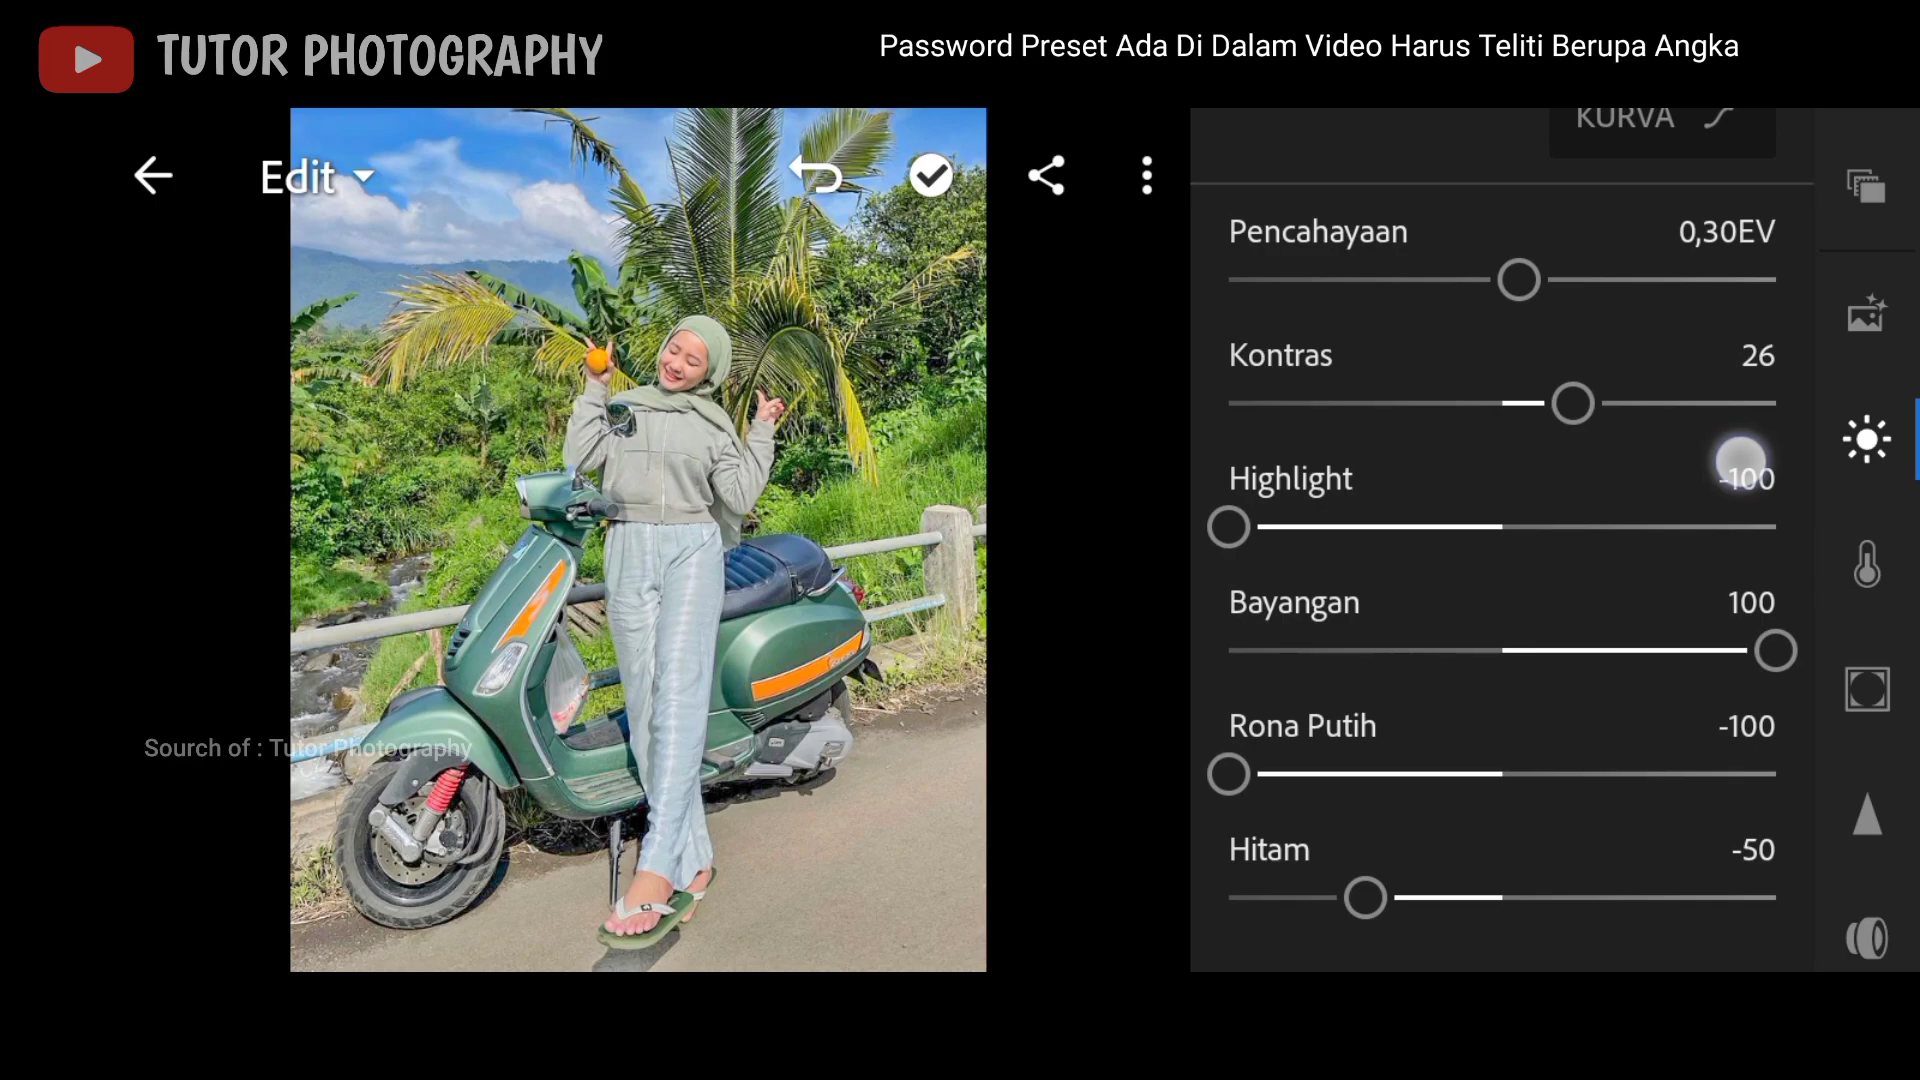 TUTOR PHOTOGRAPHY
Password Preset Ada Di Dalam Video Harus Teliti Berupa Angka
Edit
KURVA
Pencahayaan 0,30EV
Kontras 26
Highlight -100
Bayangan 100
Rona Putih -100
Hitam -50
Sourch of : Tutor Photography